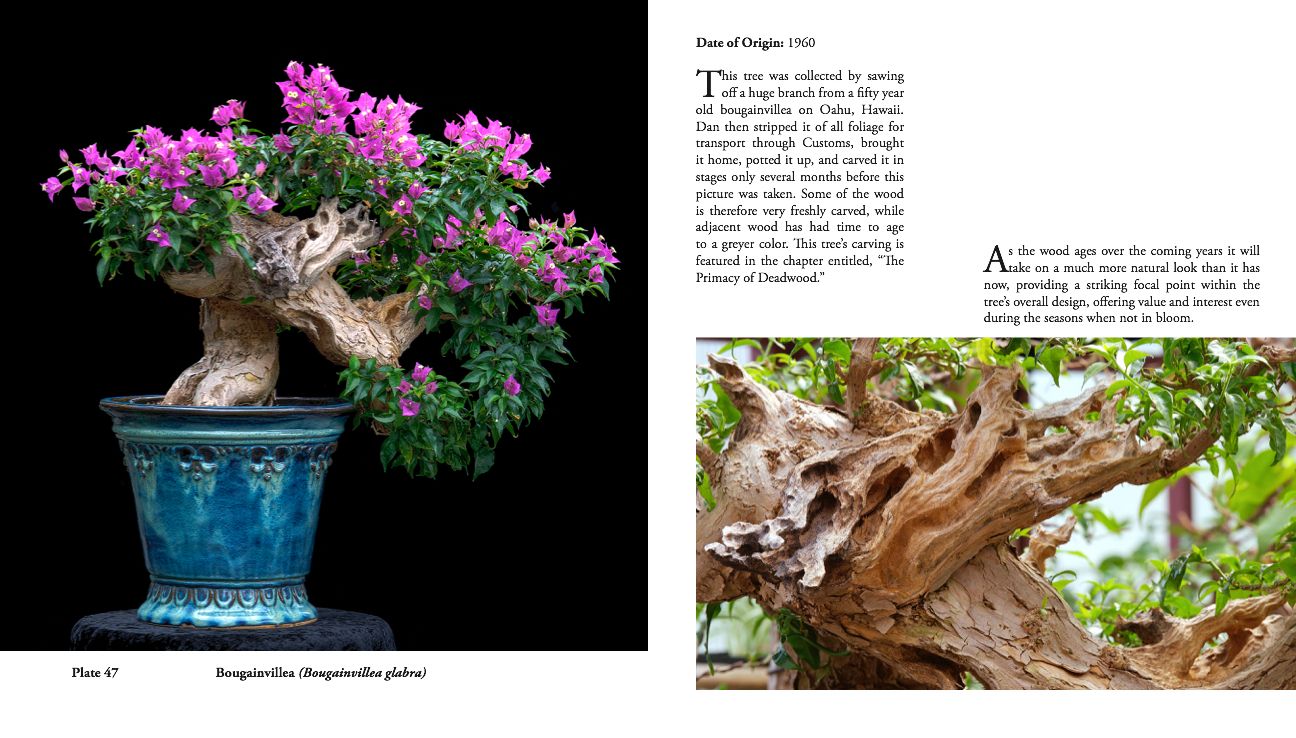 Date of Origin: 1960
This tree was collected by sawing
off a huge branch from a fifty year
old bougainvillea on Oahu, Hawaii.
Dan then stripped it of all foliage for
transport through Customs, brought
it home, potted it up, and carved it in
stages only several months before this
picture was taken. Some of the wood
is therefore very freshly carved, while
adjacent wood has had time to age
to a greyer color. This tree’s carving is
featured in the chapter entitled, “The
Primacy of Deadwood.”
As the wood ages over the coming years it will
take on a much more natural look than it has
now, providing a striking focal point within the
tree’s overall design, offering value and interest even
during the seasons when not in bloom.
Plate 47
Bougainvillea (Bougainvillea glabra)